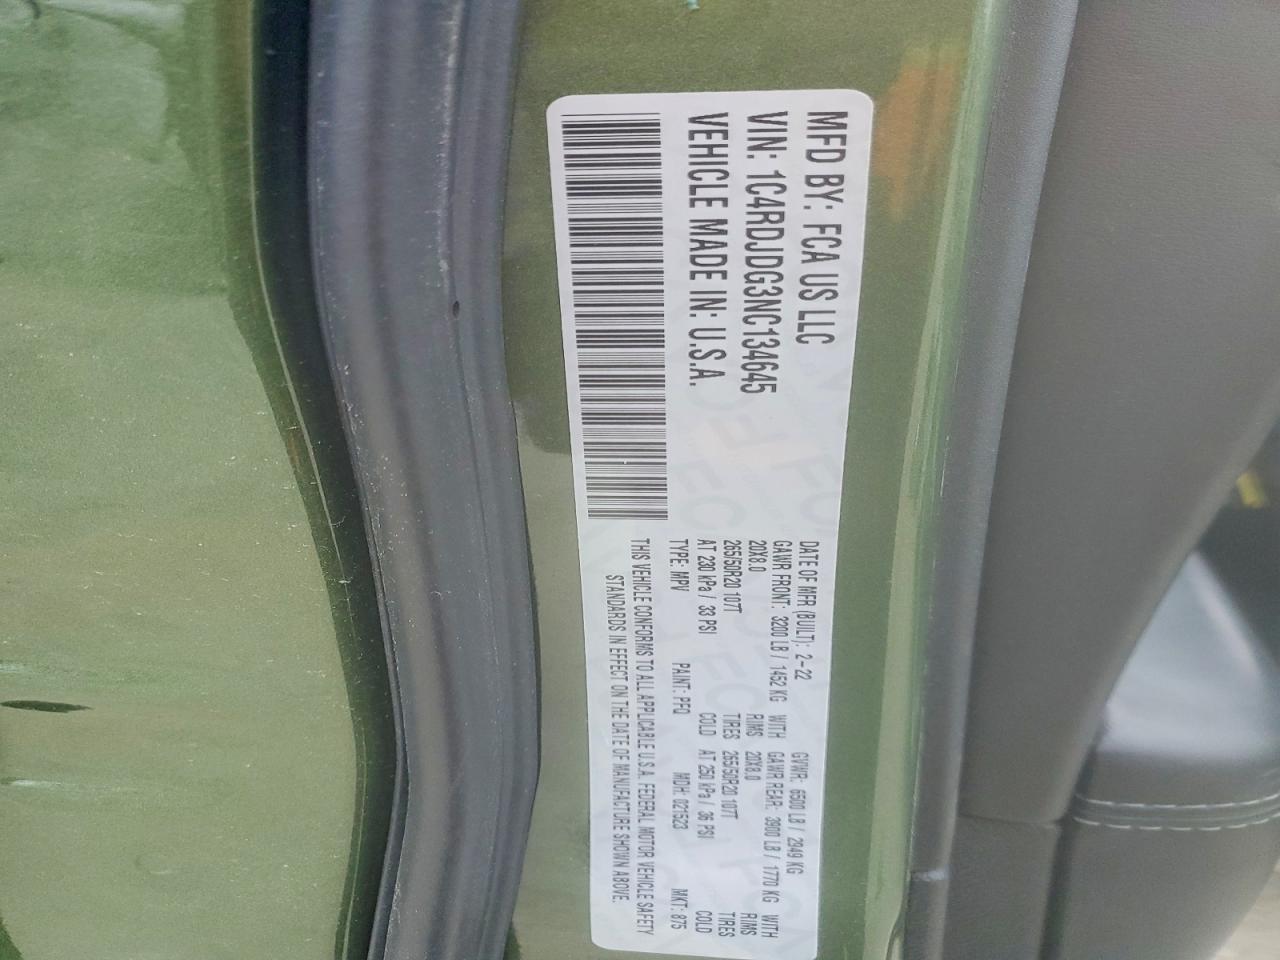 MFD BY: FCA US LLC
VIN: 1C4RDJDG3NC134645
VEHICLE MADE IN: U.S.A.
DATE OF MFR (BUILT): 2-22 GVWR: 6500 LB / 2949 KG
GAWR FRONT: 3200 LB / 1452 KG WITH GAWR REAR: 3900 LB / 1770 KG WITH
20X8.0 RIMS 20X8.0 RIMS
265/50R20 107T TIRES 265/50R20 107T TIRES
AT 230 kPa / 33 PSI COLD AT 250 kPa / 36 PSI COLD
TYPE: MPV PAINT: PFQ MDH: 021523 MKT: 875
THIS VEHICLE CONFORMS TO ALL APPLICABLE U.S.A. FEDERAL MOTOR VEHICLE SAFETY
STANDARDS IN EFFECT ON THE DATE OF MANUFACTURE SHOWN ABOVE.